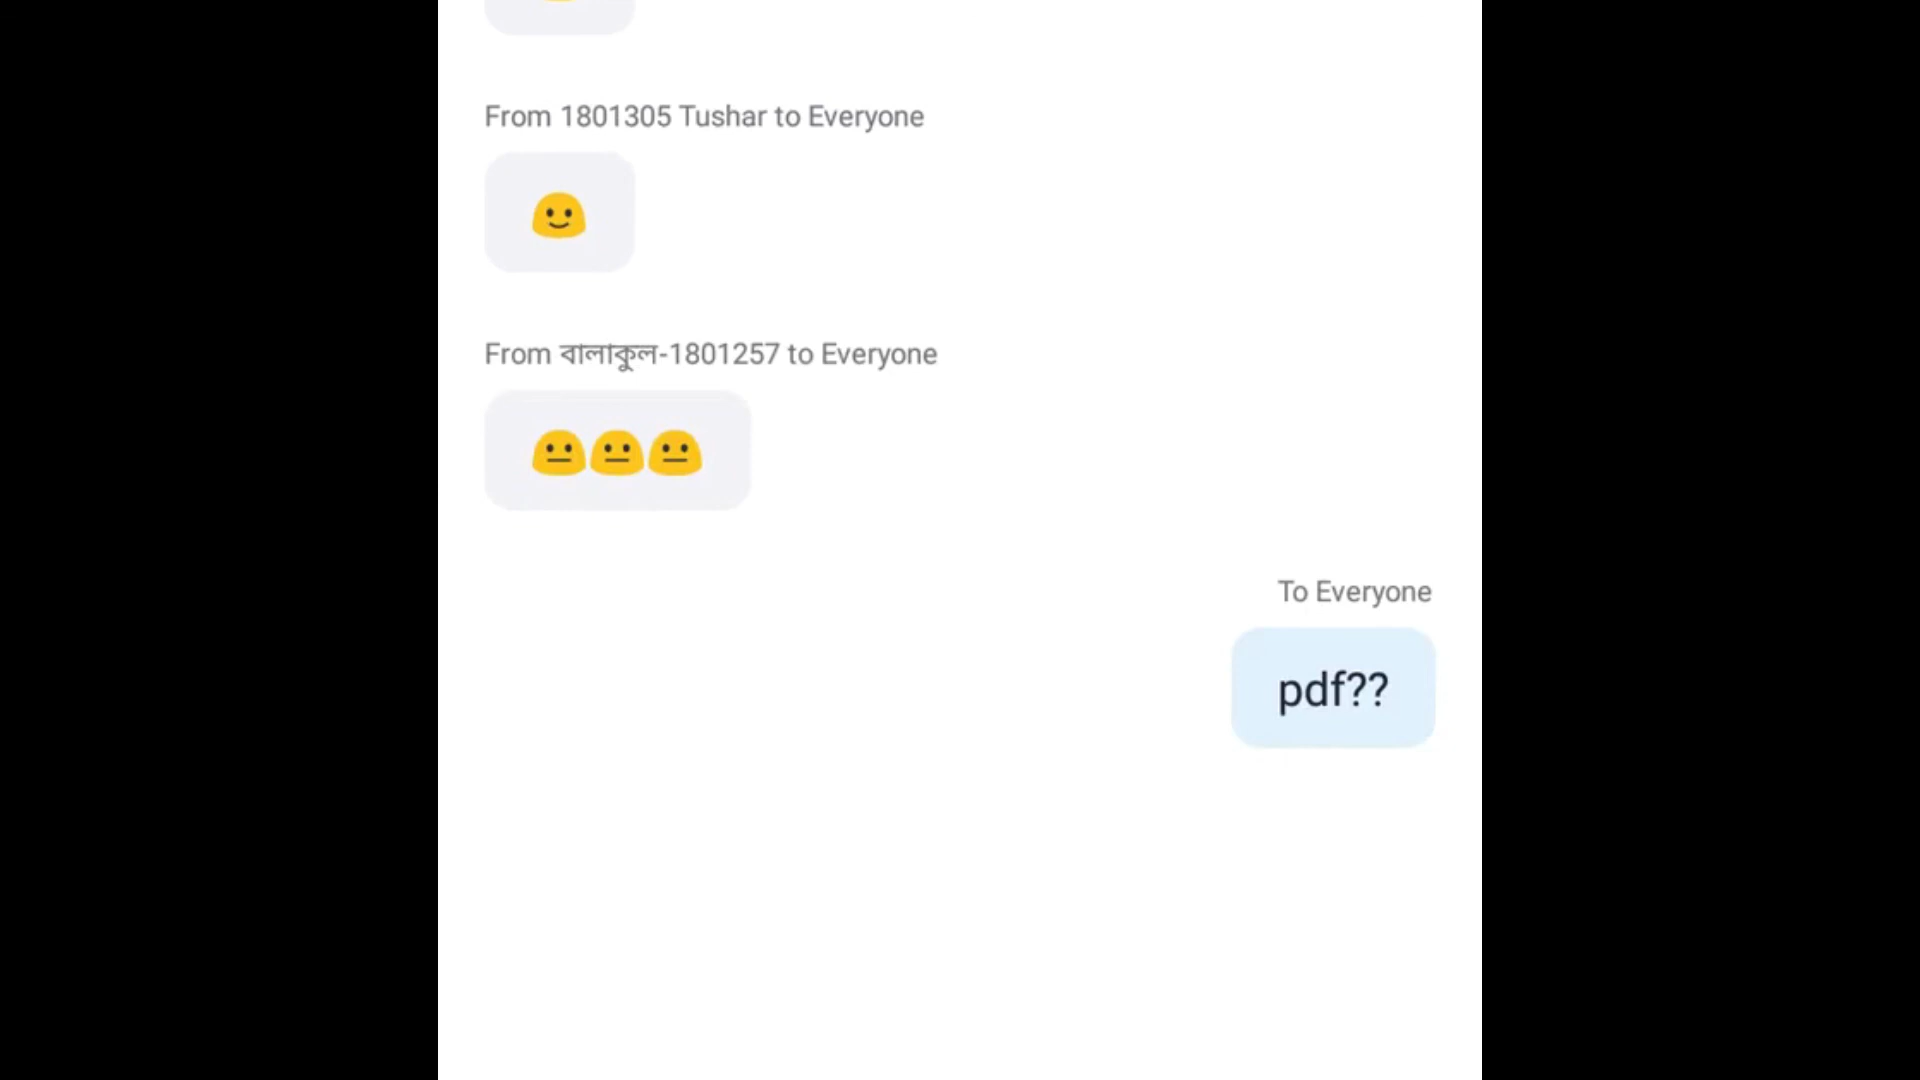 From 1801305 Tushar to Everyone
🙂
From বালাকুল-1801257 to Everyone
😐😐😐
To Everyone
pdf??